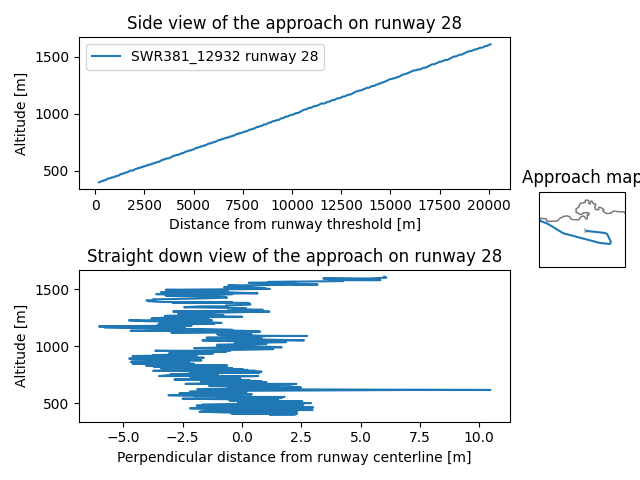 Side view of the approach on runway 28
SWR381_12932 runway 28
Altitude [m]
1500
1000
500
0
2500
5000
7500
10000
12500
15000
17500
20000
Distance from runway threshold [m]
Approach map
Straight down view of the approach on runway 28
Altitude [m]
1500
1000
500
−5.0
−2.5
0.0
2.5
5.0
7.5
10.0
Perpendicular distance from runway centerline [m]